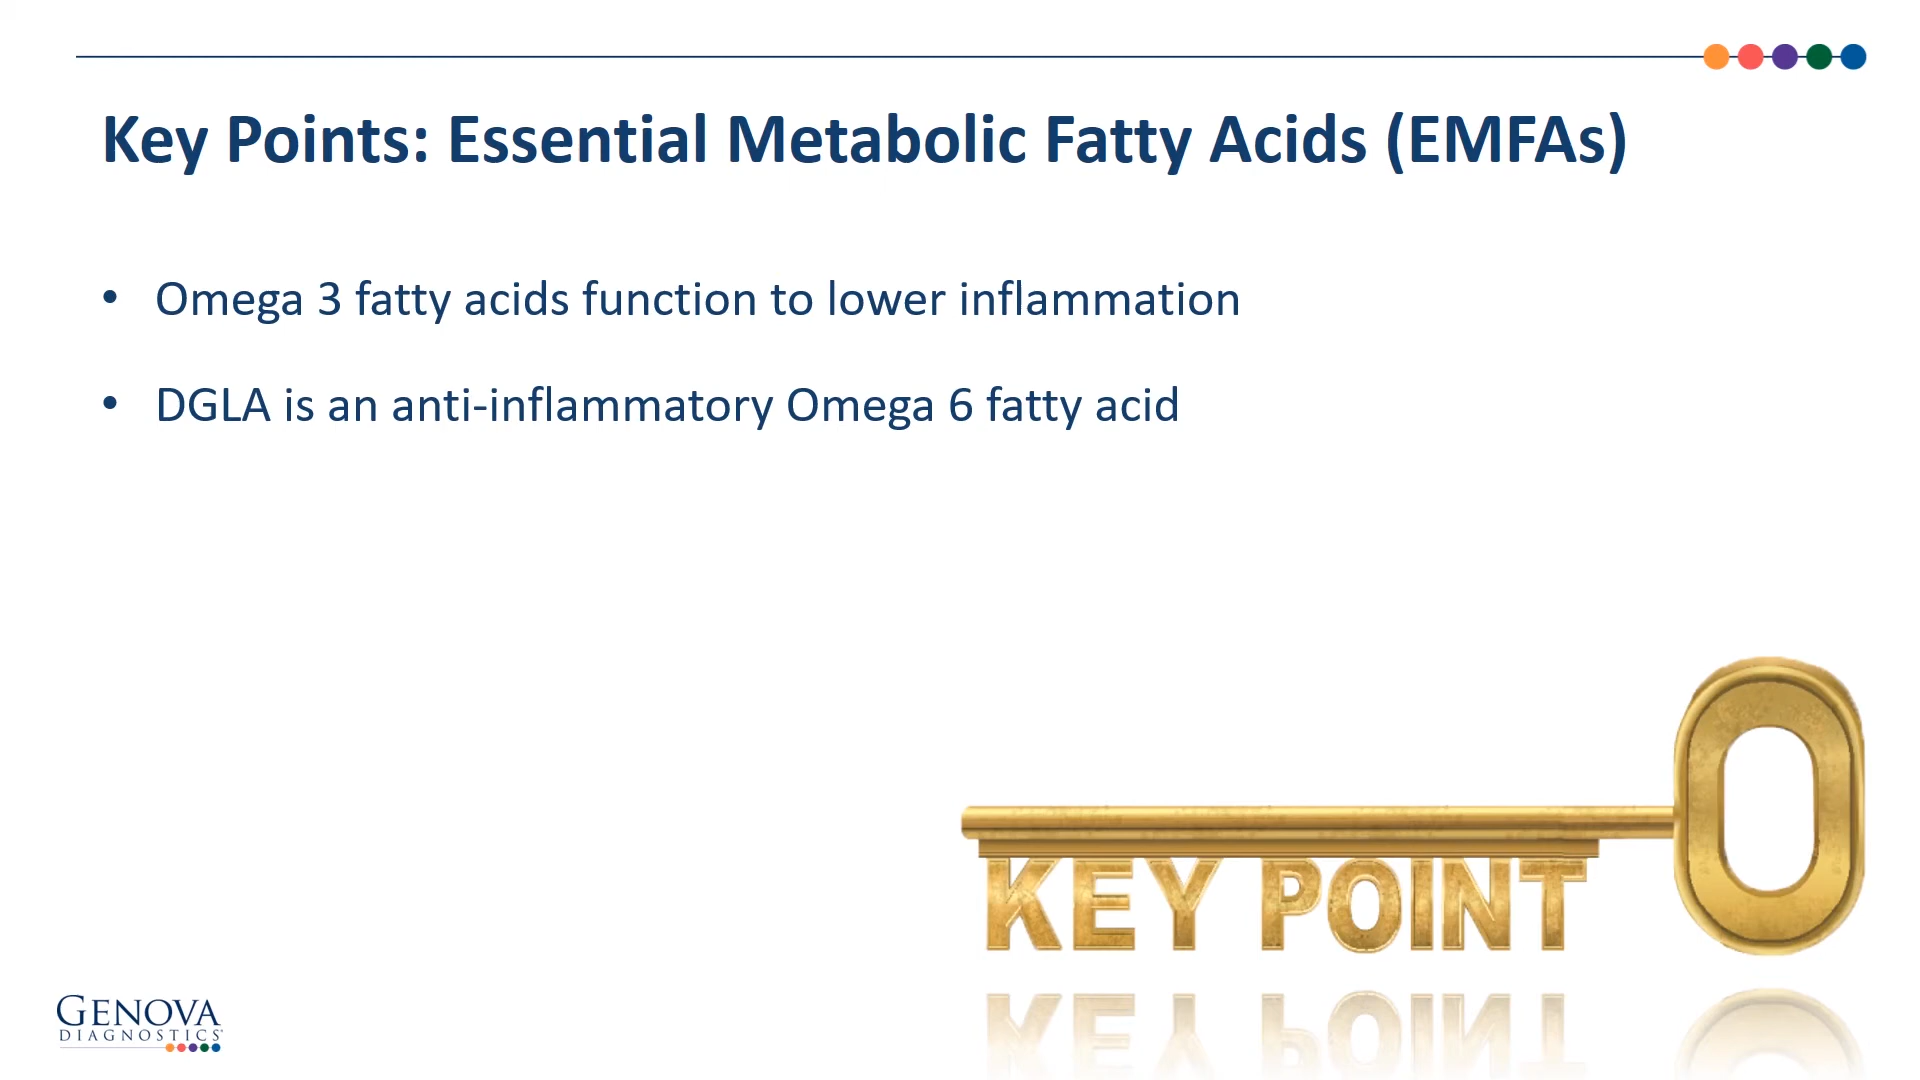 Key Points: Essential Metabolic Fatty Acids (EMFAs)
• Omega 3 fatty acids function to lower inflammation
• DGLA is an anti-inflammatory Omega 6 fatty acid
KEY POINT
GENOVA
DIAGNOSTICS